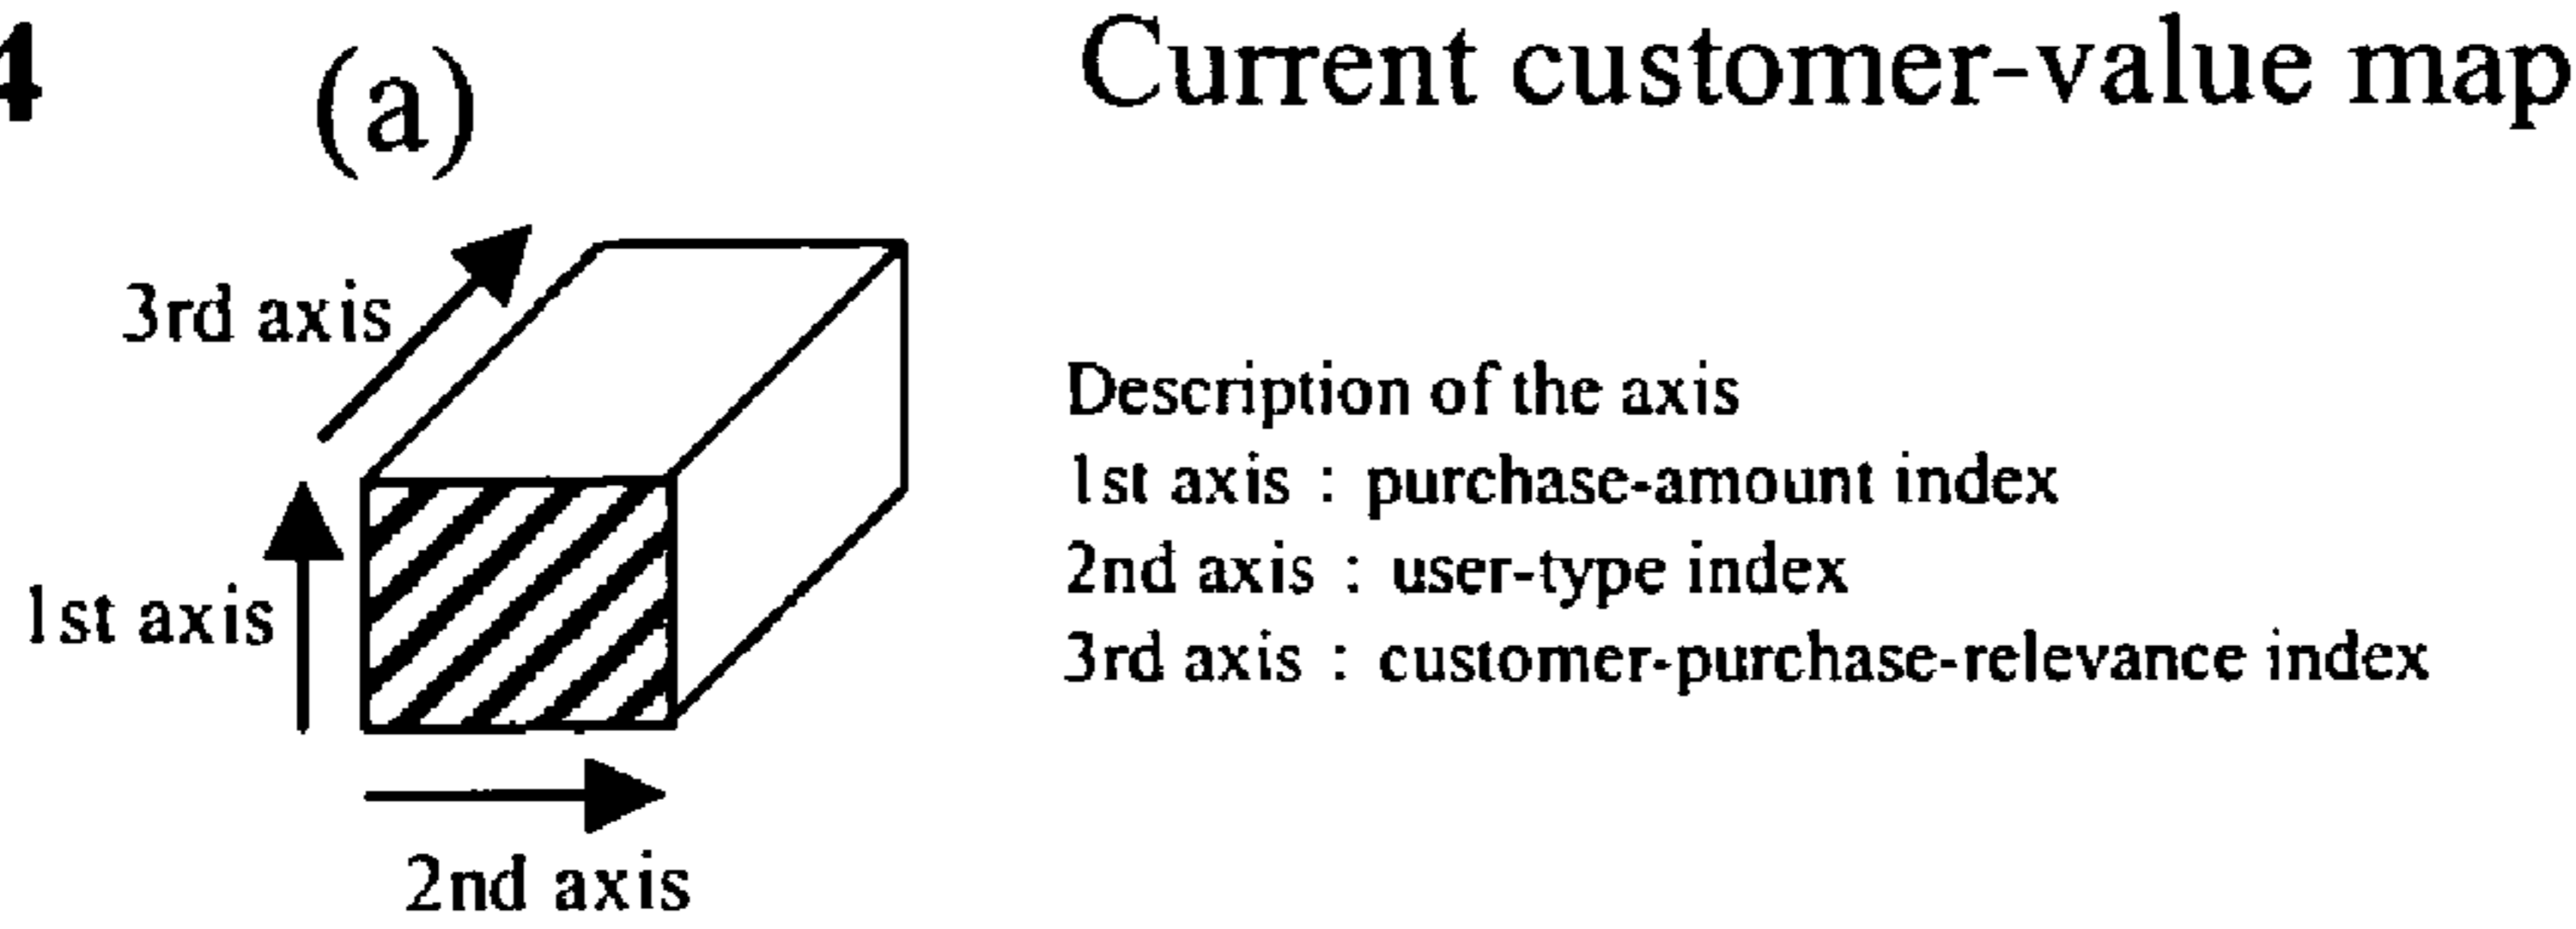 4 (a) Current customer-value map
3rd axis
Description of the axis
1st axis : purchase-amount index
2nd axis : user-type index
1st axis
3rd axis : customer-purchase-relevance index
2nd axis